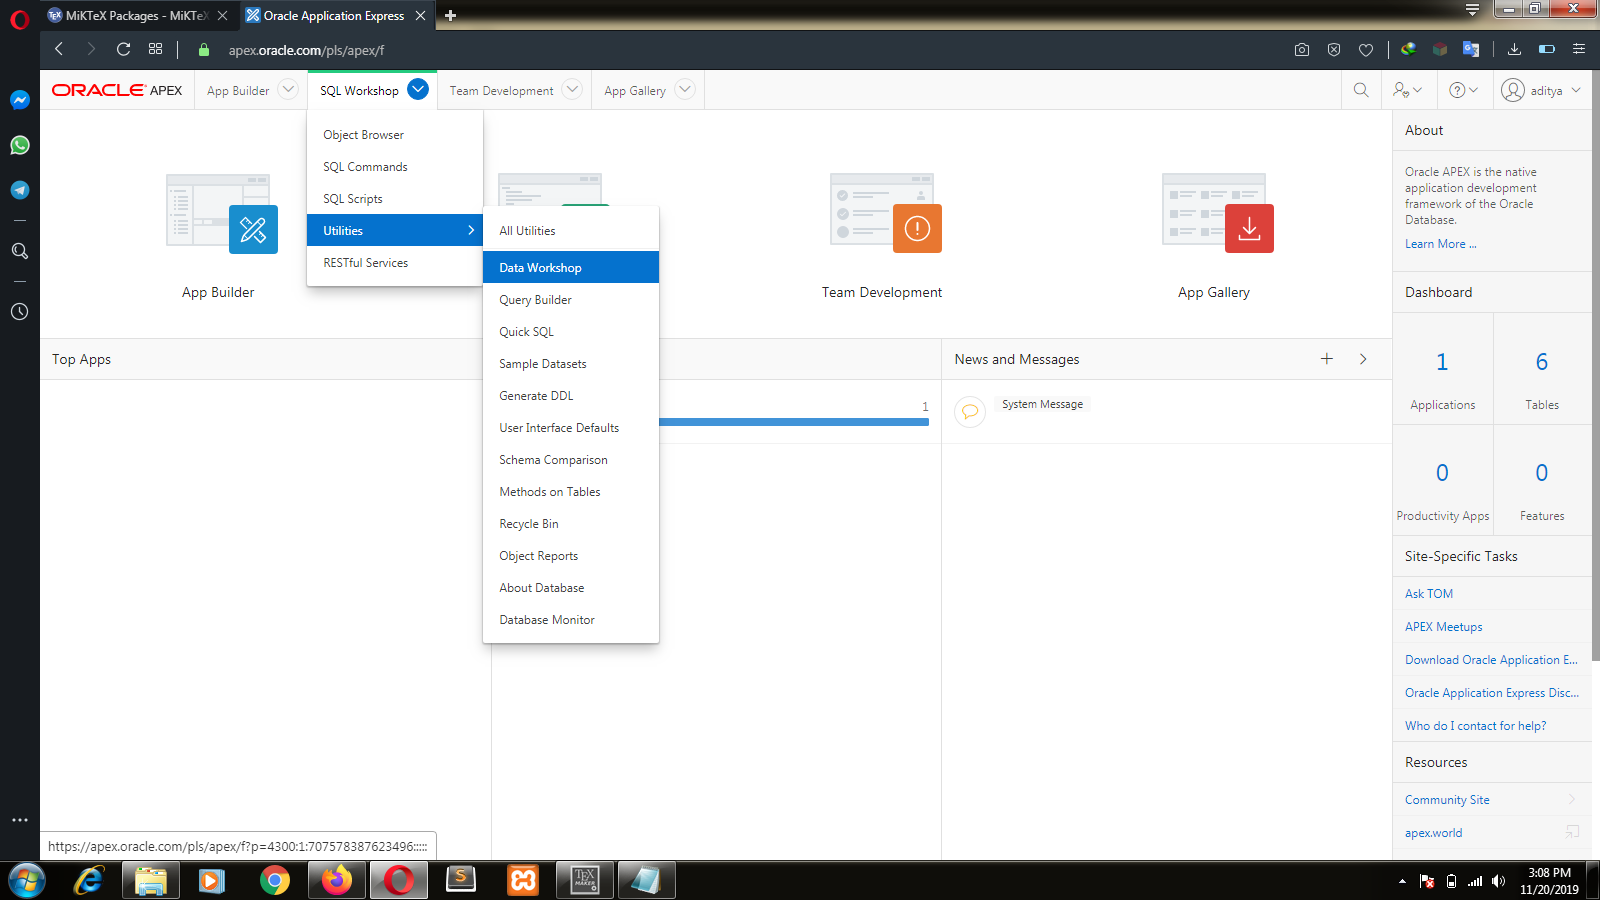 MiKTeX Packages - MiKTeX
Oracle Application Express
apex.oracle.com/pls/apex/f
ORACLE APEX
App Builder
SQL Workshop
Team Development
App Gallery
aditya
Object Browser
SQL Commands
SQL Scripts
Utilities
RESTful Services
All Utilities
Data Workshop
Query Builder
Quick SQL
Sample Datasets
Generate DDL
User Interface Defaults
Schema Comparison
Methods on Tables
Recycle Bin
Object Reports
About Database
Database Monitor
App Builder
Team Development
App Gallery
Top Apps
1
News and Messages
System Message
About
Oracle APEX is the native
application development
framework of the Oracle
Database.
Learn More ...
Dashboard
1
Applications
6
Tables
0
Productivity Apps
0
Features
Site-Specific Tasks
Ask TOM
APEX Meetups
Download Oracle Application E...
Oracle Application Express Disc...
Who do I contact for help?
Resources
Community Site
apex.world
https://apex.oracle.com/pls/apex/f?p=4300:1:707578387623496:::::
TEX
MAKER
3:08 PM
11/20/2019